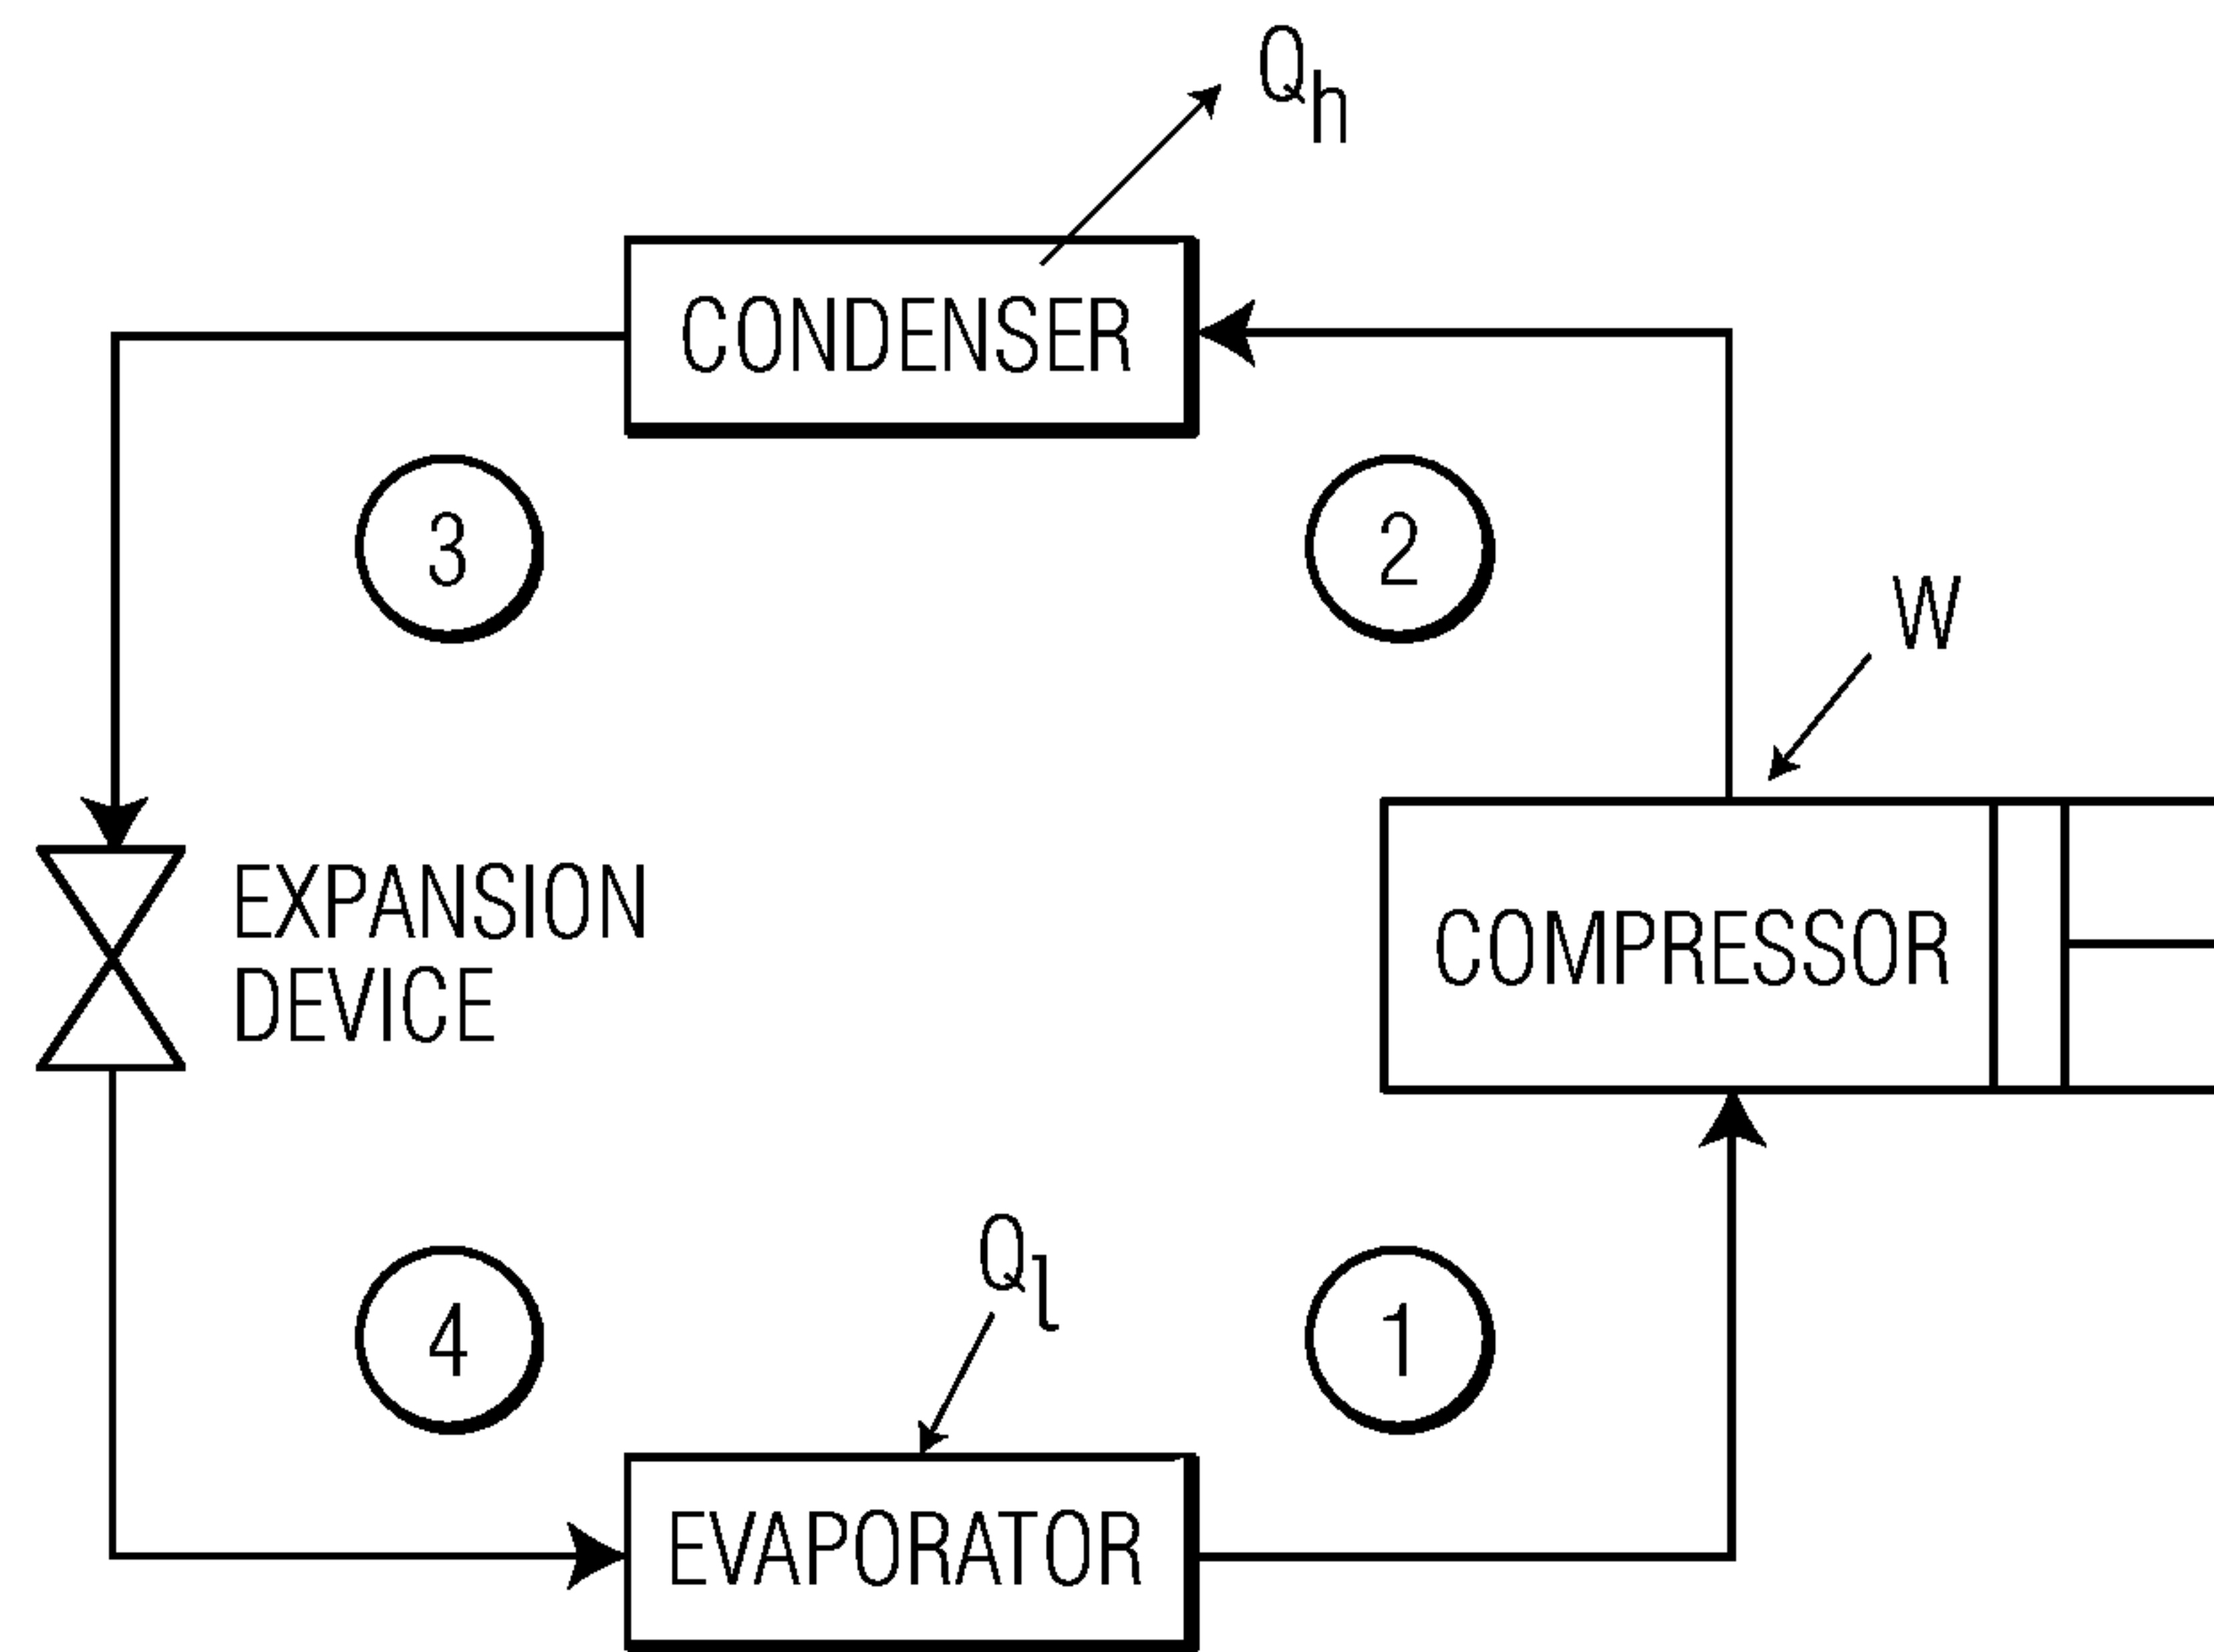 Qh
CONDENSER
3
2
W
EXPANSION
DEVICE
COMPRESSOR
Ql
4
1
EVAPORATOR